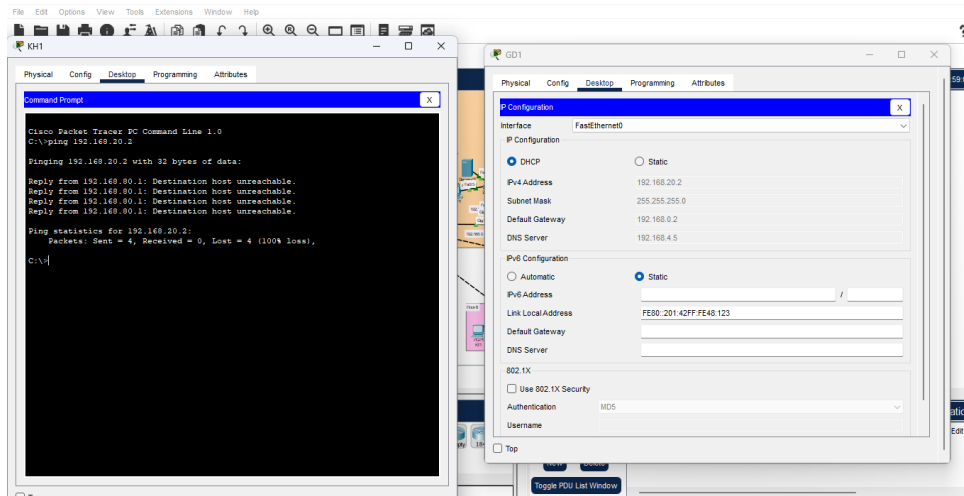 File Edit Options View Tools Extensions Window Help
KH1
Physical Config Desktop Programming Attributes
Command Prompt
X
Cisco Packet Tracer PC Command Line 1.0
C:\>ping 192.168.20.2
Pinging 192.168.20.2 with 32 bytes of data:
Reply from 192.168.80.1: Destination host unreachable.
Reply from 192.168.80.1: Destination host unreachable.
Reply from 192.168.80.1: Destination host unreachable.
Reply from 192.168.80.1: Destination host unreachable.
Ping statistics for 192.168.20.2:
Packets: Sent = 4, Received = 0, Lost = 4 (100% loss),
C:\>
GD1
Physical Config Desktop Programming Attributes
IP Configuration
X
Interface FastEthernet0
IP Configuration
DHCP Static
IPv4 Address 192.168.20.2
Subnet Mask 255.255.255.0
Default Gateway 192.168.0.2
DNS Server 192.168.4.5
IPv6 Configuration
Automatic Static
IPv6 Address /
Link Local Address FE80::201:42FF:FE48:123
Default Gateway
DNS Server
802.1X
Use 802.1X Security
Authentication MD5
Username
Top
Edit
Toggle PDU List Window